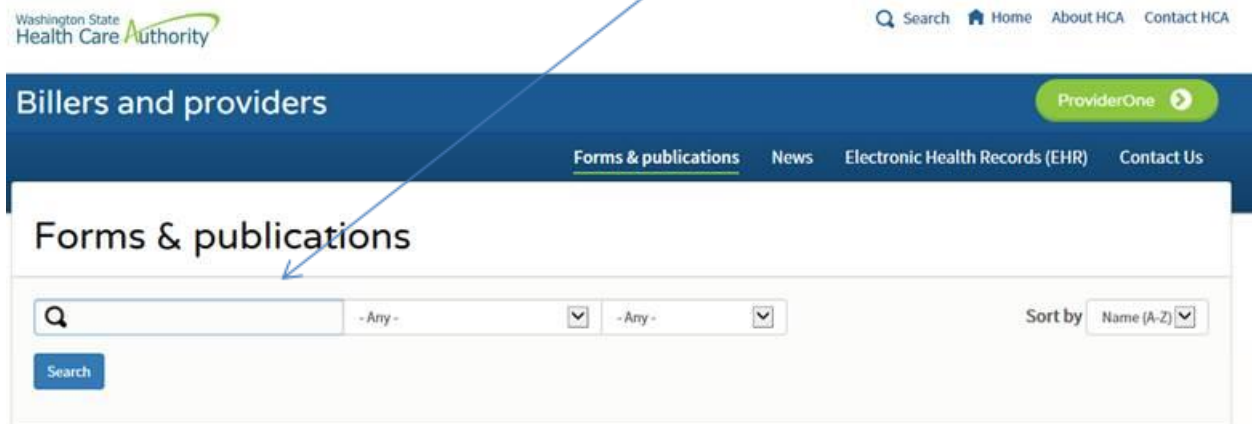 Washington State
Health Care Authority
Search Home About HCA Contact HCA
Billers and providers
ProviderOne
Forms & publications News Electronic Health Records (EHR) Contact Us
Forms & publications
- Any - - Any - Sort by Name (A-Z)
Search